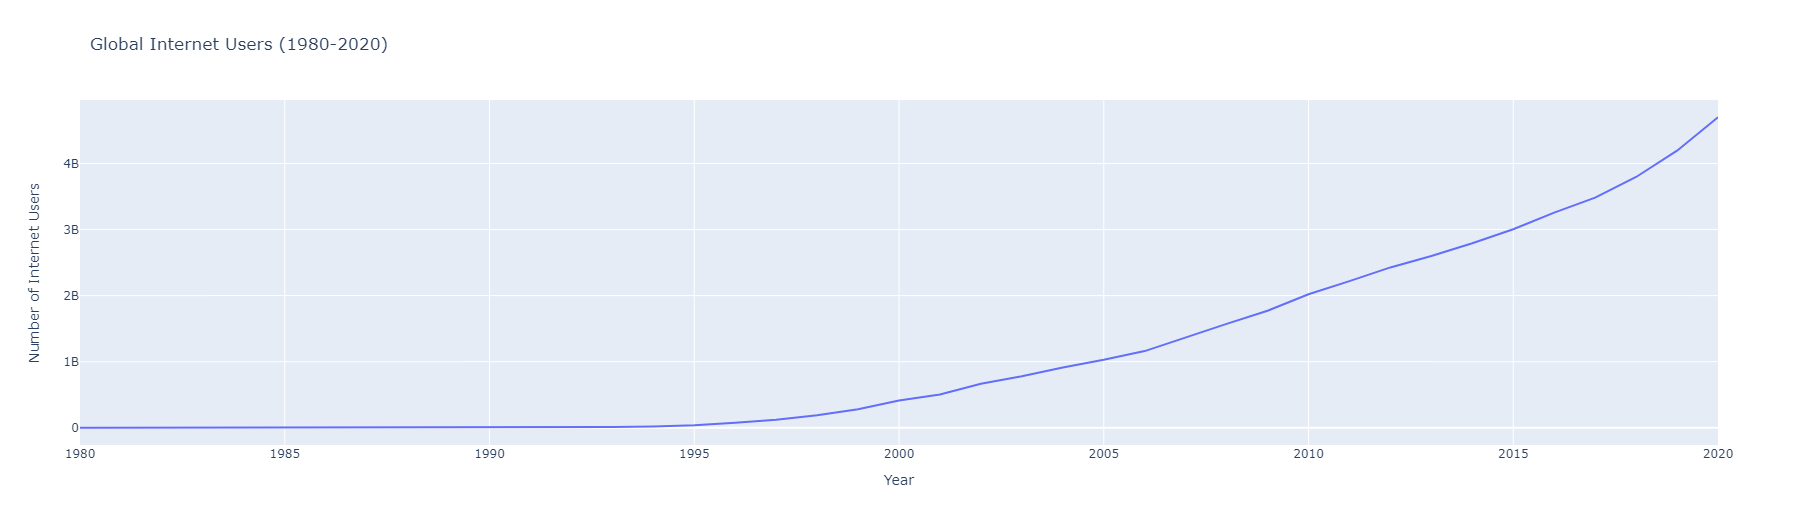 Global Internet Users (1980-2020)
Number of Internet Users
4B
3B
2B
1B
0
1980 1985 1990 1995 2000 2005 2010 2015 2020
Year